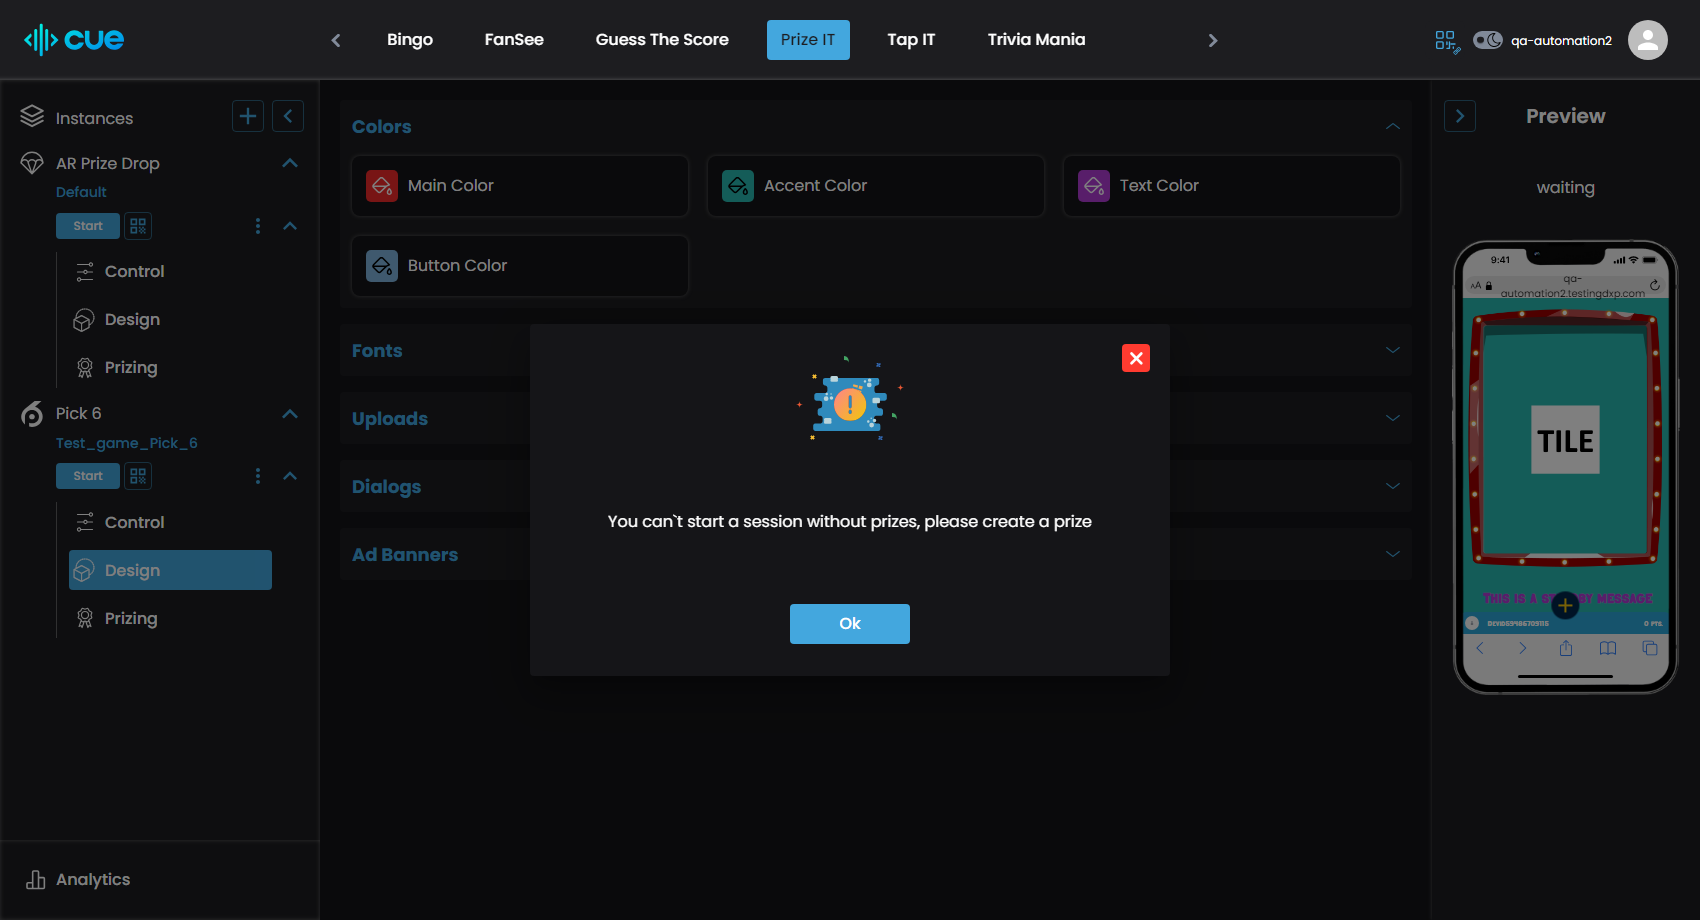 cue
Bingo
FanSee
Guess The Score
Prize IT
Tap IT
Trivia Mania
qa-automation2
Instances
AR Prize Drop
Default
Start
Control
Design
Prizing
Pick 6
Test_game_Pick_6
Start
Control
Design
Prizing
Analytics
Colors
Main Color
Accent Color
Text Color
Button Color
Fonts
Uploads
Dialogs
Ad Banners
You can`t start a session without prizes, please create a prize
Ok
Preview
waiting
9:41
AA
qa-
automation2.testingdxp.com
TILE
THIS IS A BY MESSAGE
0 PTS.